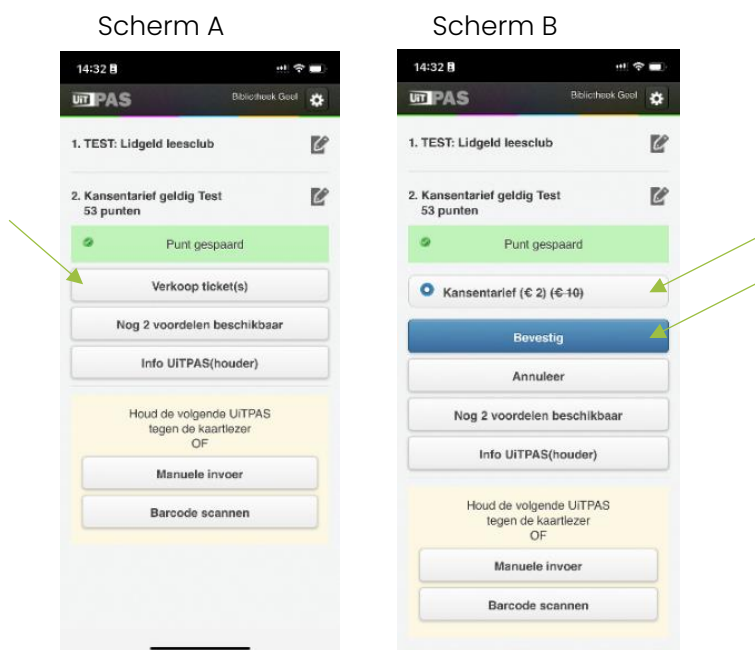 Scherm A
14:32
UiTPAS
Bibliotheek Geel
1. TEST: Lidgeld leesclub
2. Kansentarief geldig Test
53 punten
Punt gespaard
Verkoop ticket(s)
Nog 2 voordelen beschikbaar
Info UiTPAS(houder)
Houd de volgende UiTPAS
tegen de kaartlezer
OF
Manuele invoer
Barcode scannen
Scherm B
14:32
UiTPAS
Bibliotheek Geel
1. TEST: Lidgeld leesclub
2. Kansentarief geldig Test
53 punten
Punt gespaard
Kansentarief (€ 2) (€ 10)
Bevestig
Annuleer
Nog 2 voordelen beschikbaar
Info UiTPAS(houder)
Houd de volgende UiTPAS
tegen de kaartlezer
OF
Manuele invoer
Barcode scannen